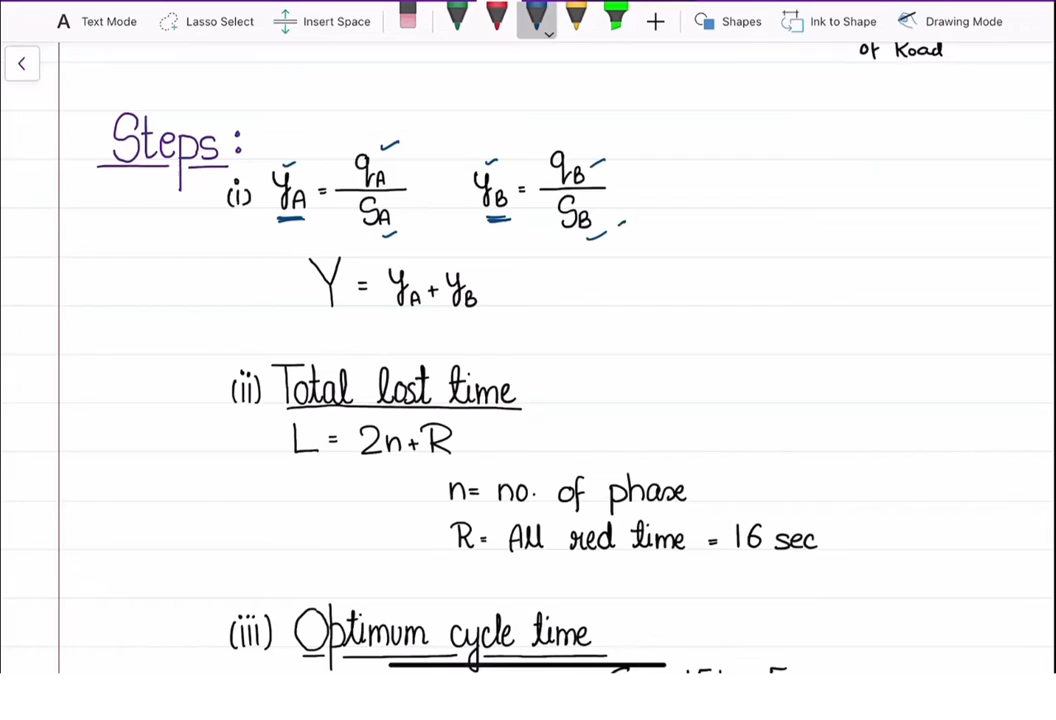 A Text Mode Lasso Select Insert Space Shapes Ink to Shape Drawing Mode
of Road
Steps:
(i) yA = qA/SA yB = qB/SB
Y = yA + yB
(ii) Total lost time
L = 2n+R
n= no. of phase
R= All red time = 16 sec
(iii) Optimum cycle time